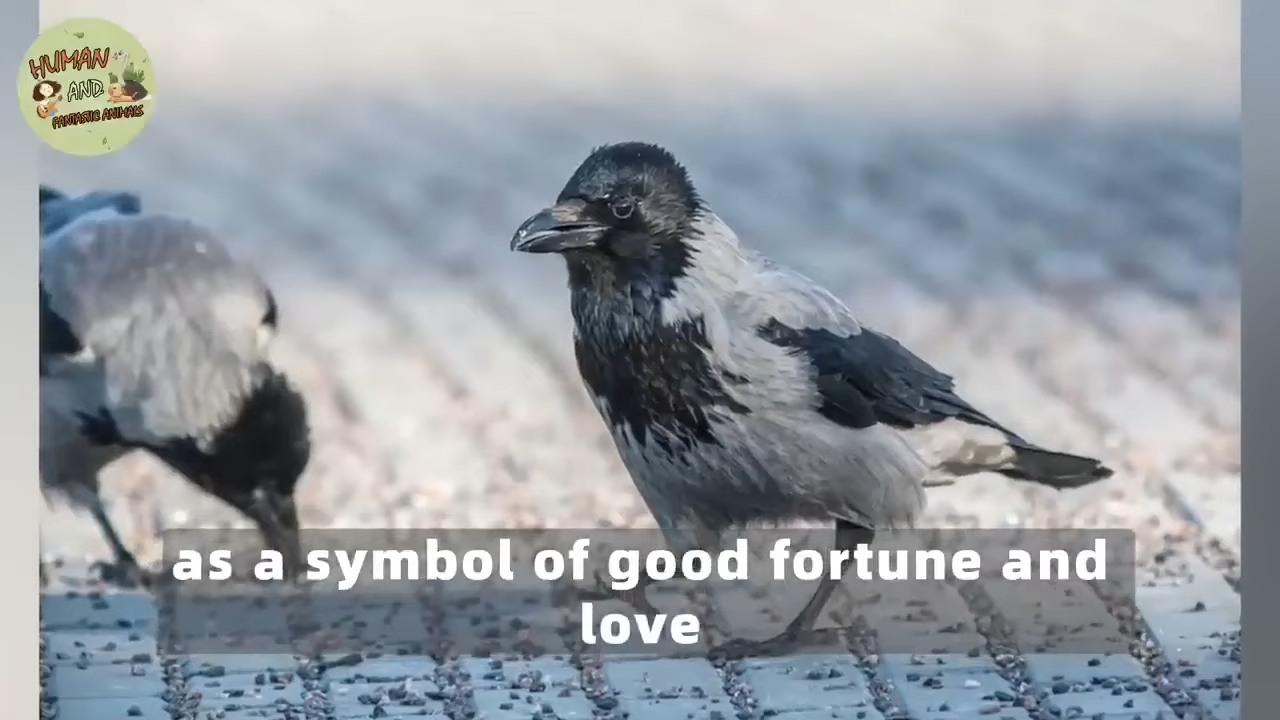 HUMAN
AND
FANTASTIC ANIMALS
as a symbol of good fortune and
love